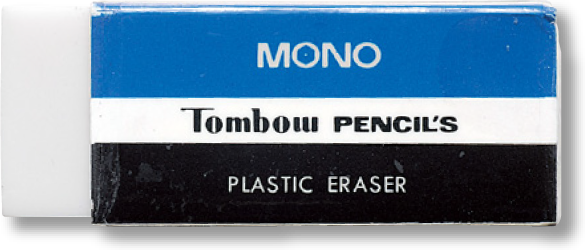 MONO
Tombow PENCIL'S
PLASTIC ERASER